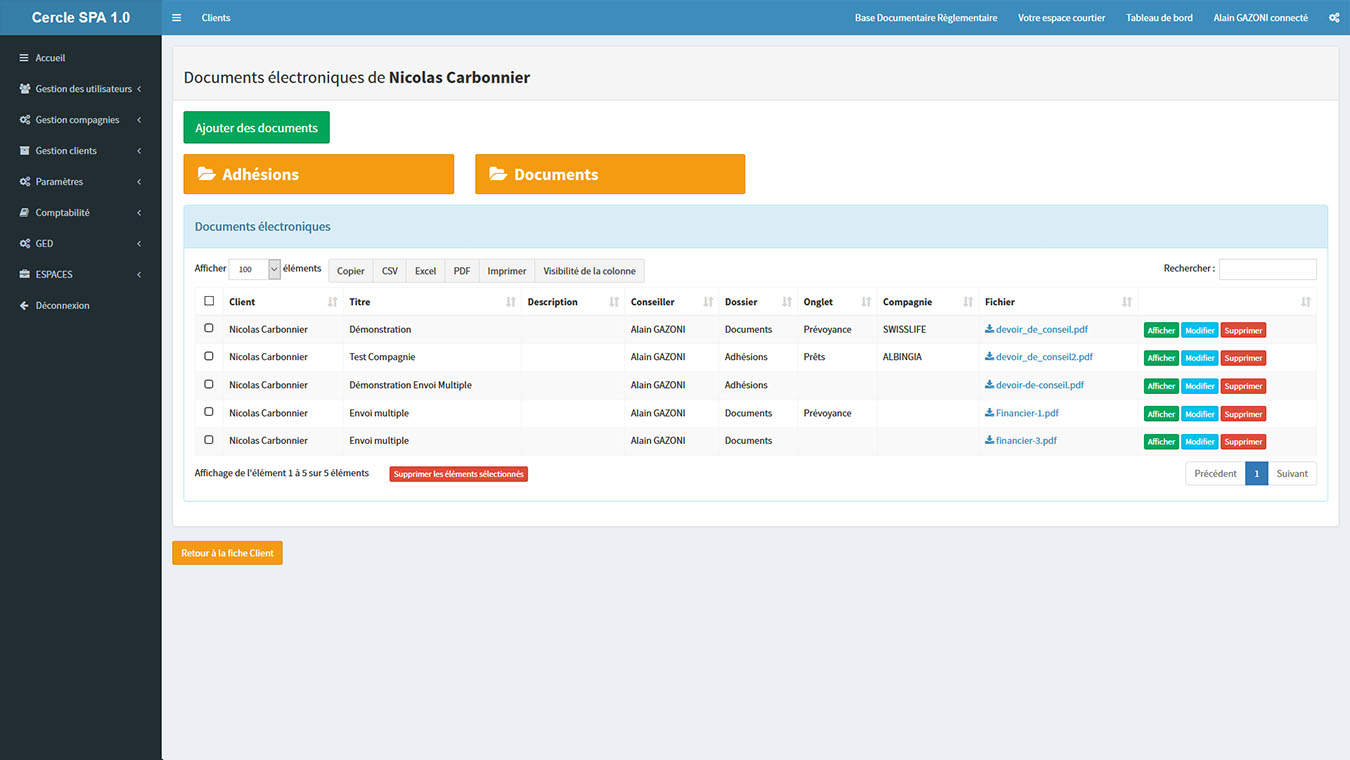 Cercle SPA 1.0
Clients
Base Documentaire Règlementaire
Votre espace courtier
Tableau de bord
Alain GAZONI connecté
Accueil
Gestion des utilisateurs
Gestion compagnies
Gestion clients
Paramètres
Comptabilité
GED
ESPACES
Déconnexion
Documents électroniques de Nicolas Carbonnier
Ajouter des documents
Adhésions
Documents
Documents électroniques
Afficher 100 éléments
Copier CSV Excel PDF Imprimer Visibilité de la colonne
Rechercher :
Client Titre Description Conseiller Dossier Onglet Compagnie Fichier
Nicolas Carbonnier Démonstration Alain GAZONI Documents Prévoyance SWISSLIFE devoir_de_conseil.pdf Afficher Modifier Supprimer
Nicolas Carbonnier Test Compagnie Alain GAZONI Adhésions Prêts ALBINGIA devoir_de_conseil2.pdf Afficher Modifier Supprimer
Nicolas Carbonnier Démonstration Envoi Multiple Alain GAZONI Adhésions devoir-de-conseil.pdf Afficher Modifier Supprimer
Nicolas Carbonnier Envoi multiple Alain GAZONI Documents Prévoyance Financier-1.pdf Afficher Modifier Supprimer
Nicolas Carbonnier Envoi multiple Alain GAZONI Documents financier-3.pdf Afficher Modifier Supprimer
Affichage de l'élément 1 à 5 sur 5 éléments
Supprimer les éléments sélectionnés
Précédent 1 Suivant
Retour à la fiche Client